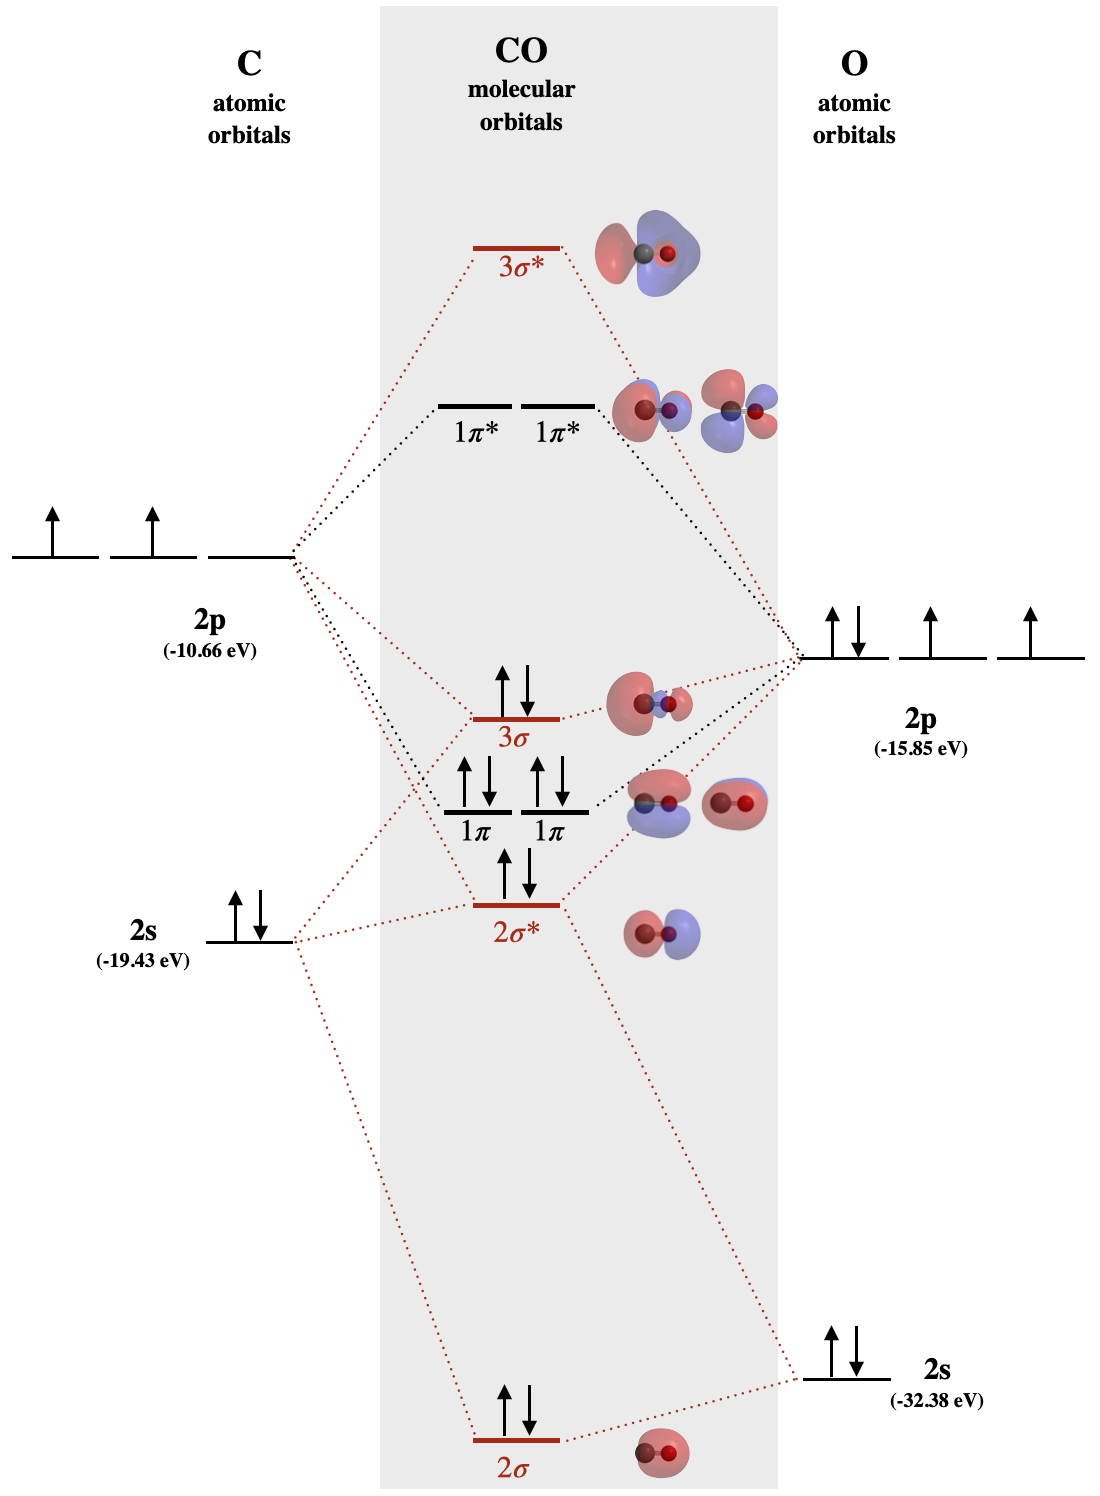 C
atomic
orbitals
CO
molecular
orbitals
O
atomic
orbitals
3σ*
1π* 1π*
2p
(-10.66 eV)
2p
(-15.85 eV)
3σ
1π 1π
2s
(-19.43 eV)
2σ*
2s
(-32.38 eV)
2σ